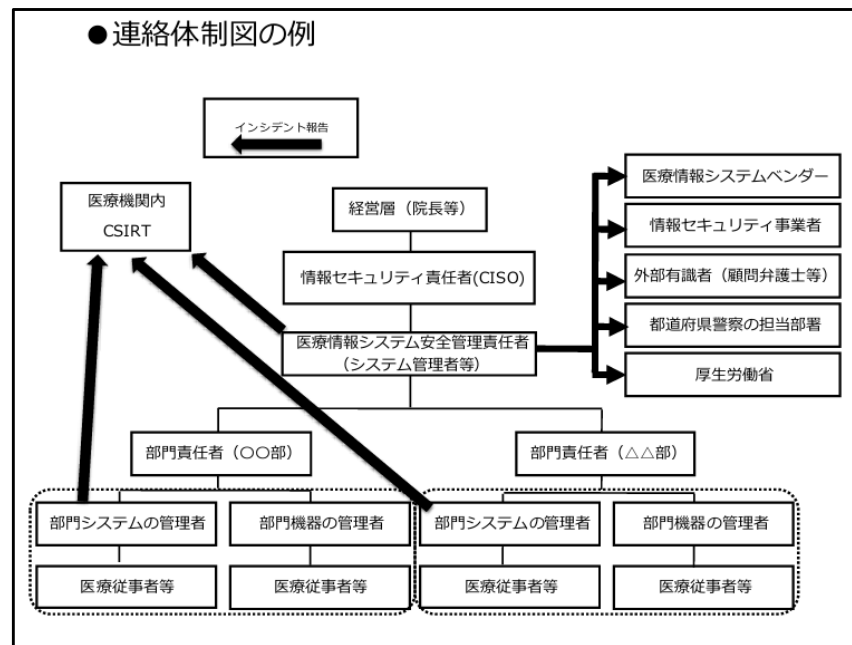 ●連絡体制図の例
インシデント報告
医療機関内
CSIRT
経営層（院長等）
情報セキュリティ責任者(CISO)
医療情報システム安全管理責任者
（システム管理者等）
医療情報システムベンダー
情報セキュリティ事業者
外部有識者（顧問弁護士等）
都道府県警察の担当部署
厚生労働省
部門責任者（〇〇部）
部門責任者（△△部）
部門システムの管理者
部門機器の管理者
部門システムの管理者
部門機器の管理者
医療従事者等
医療従事者等
医療従事者等
医療従事者等